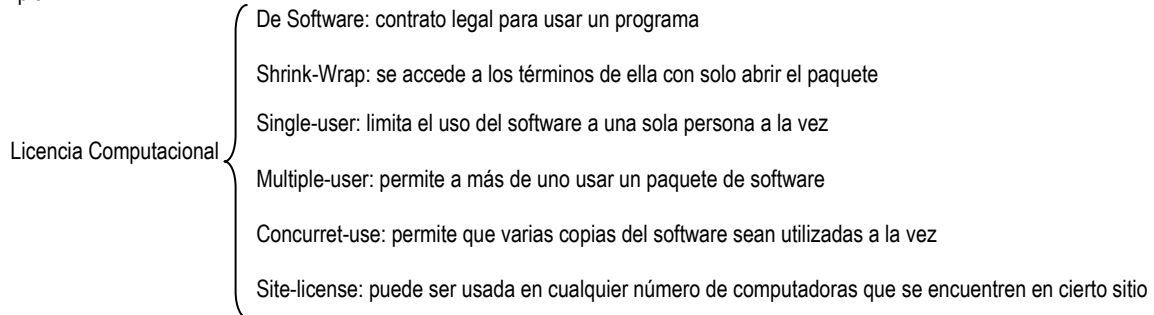 De Software: contrato legal para usar un programa
Shrink-Wrap: se accede a los términos de ella con solo abrir el paquete
Single-user: limita el uso del software a una sola persona a la vez
Licencia Computacional
Multiple-user: permite a más de uno usar un paquete de software
Concurret-use: permite que varias copias del software sean utilizadas a la vez
Site-license: puede ser usada en cualquier número de computadoras que se encuentren en cierto sitio